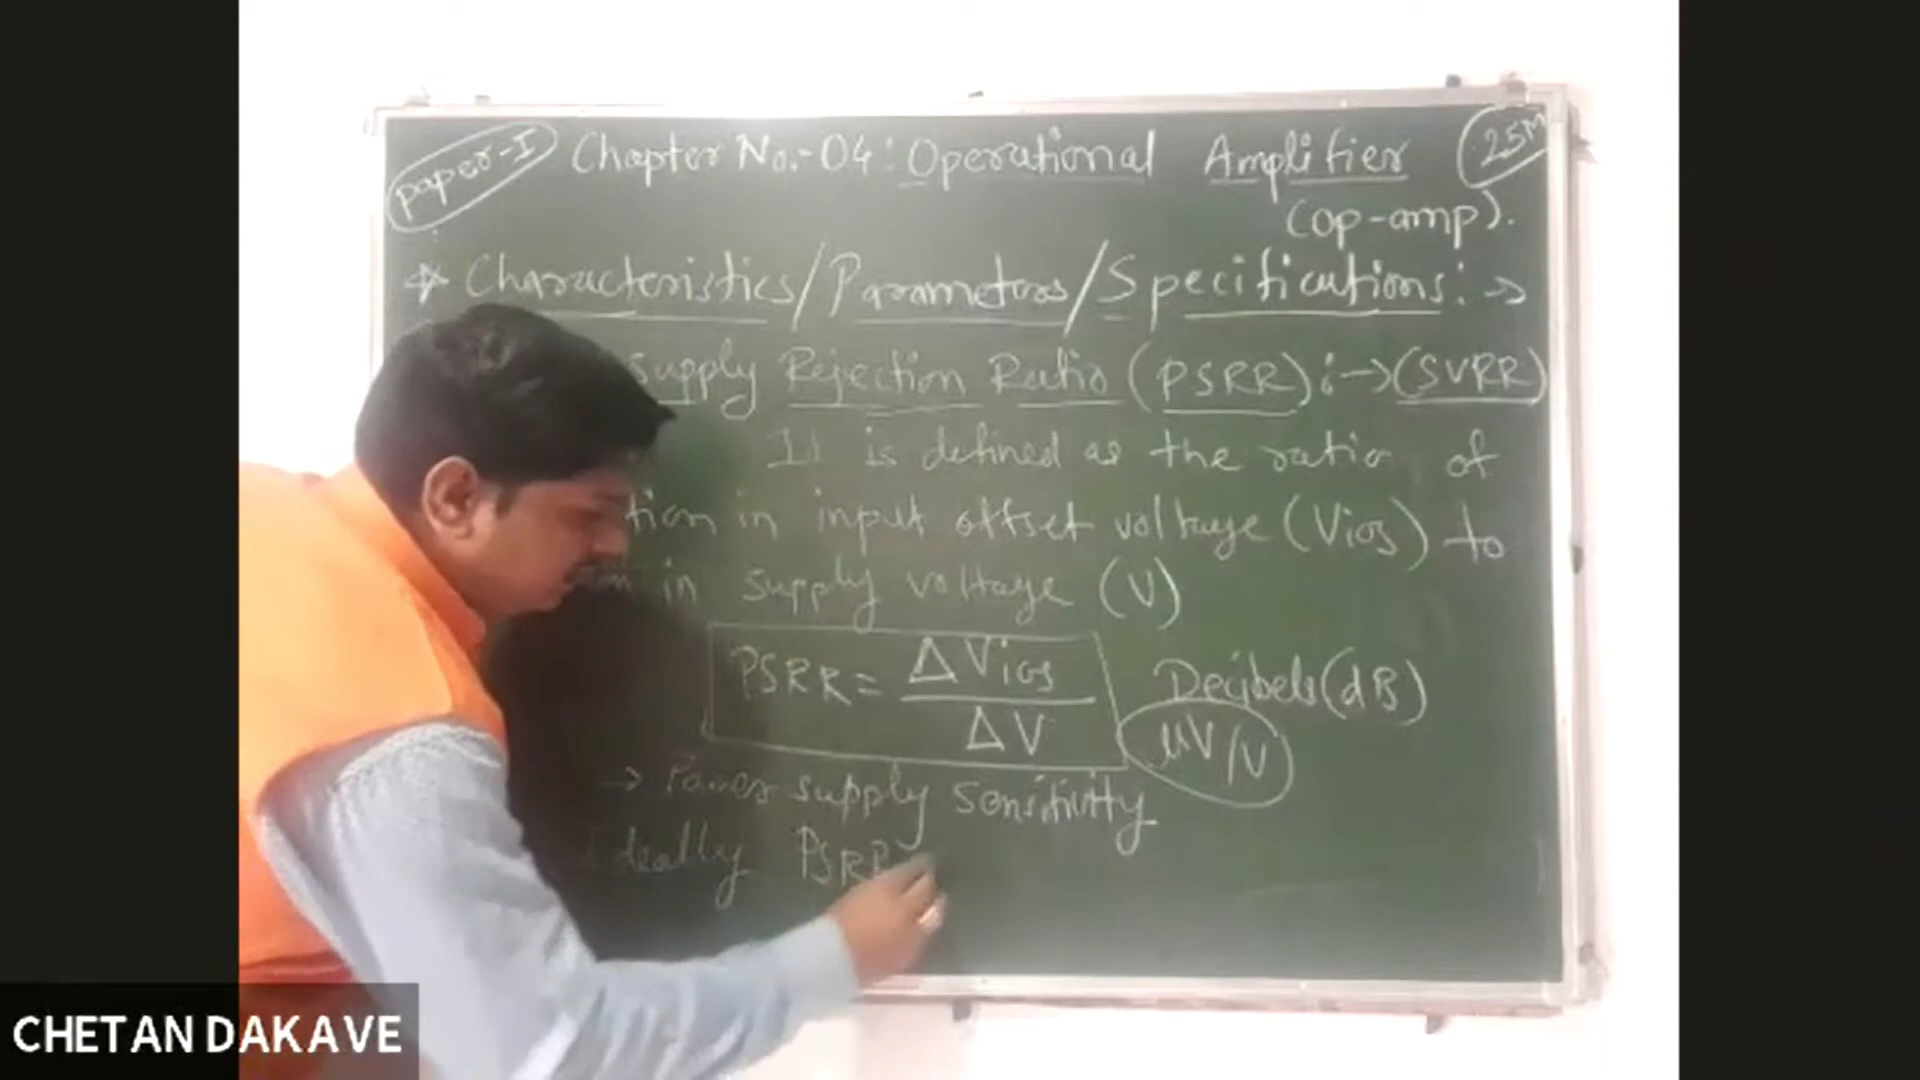 paper-I
Chapter No.-04: Operational Amplifier
25M
(op-amp).
* Characteristics/Parameters/Specifications:→
Supply Rejection Ratio (PSRR):→(SVRR)
It is defined as the ratio of
tion in input offset voltage (Vios) to
in supply voltage (V)
PSRR = ΔVios / ΔV
Decibels(dB)
μV/V
→ Power supply sensitivity
Ideally PSRR
CHETAN DAKAVE